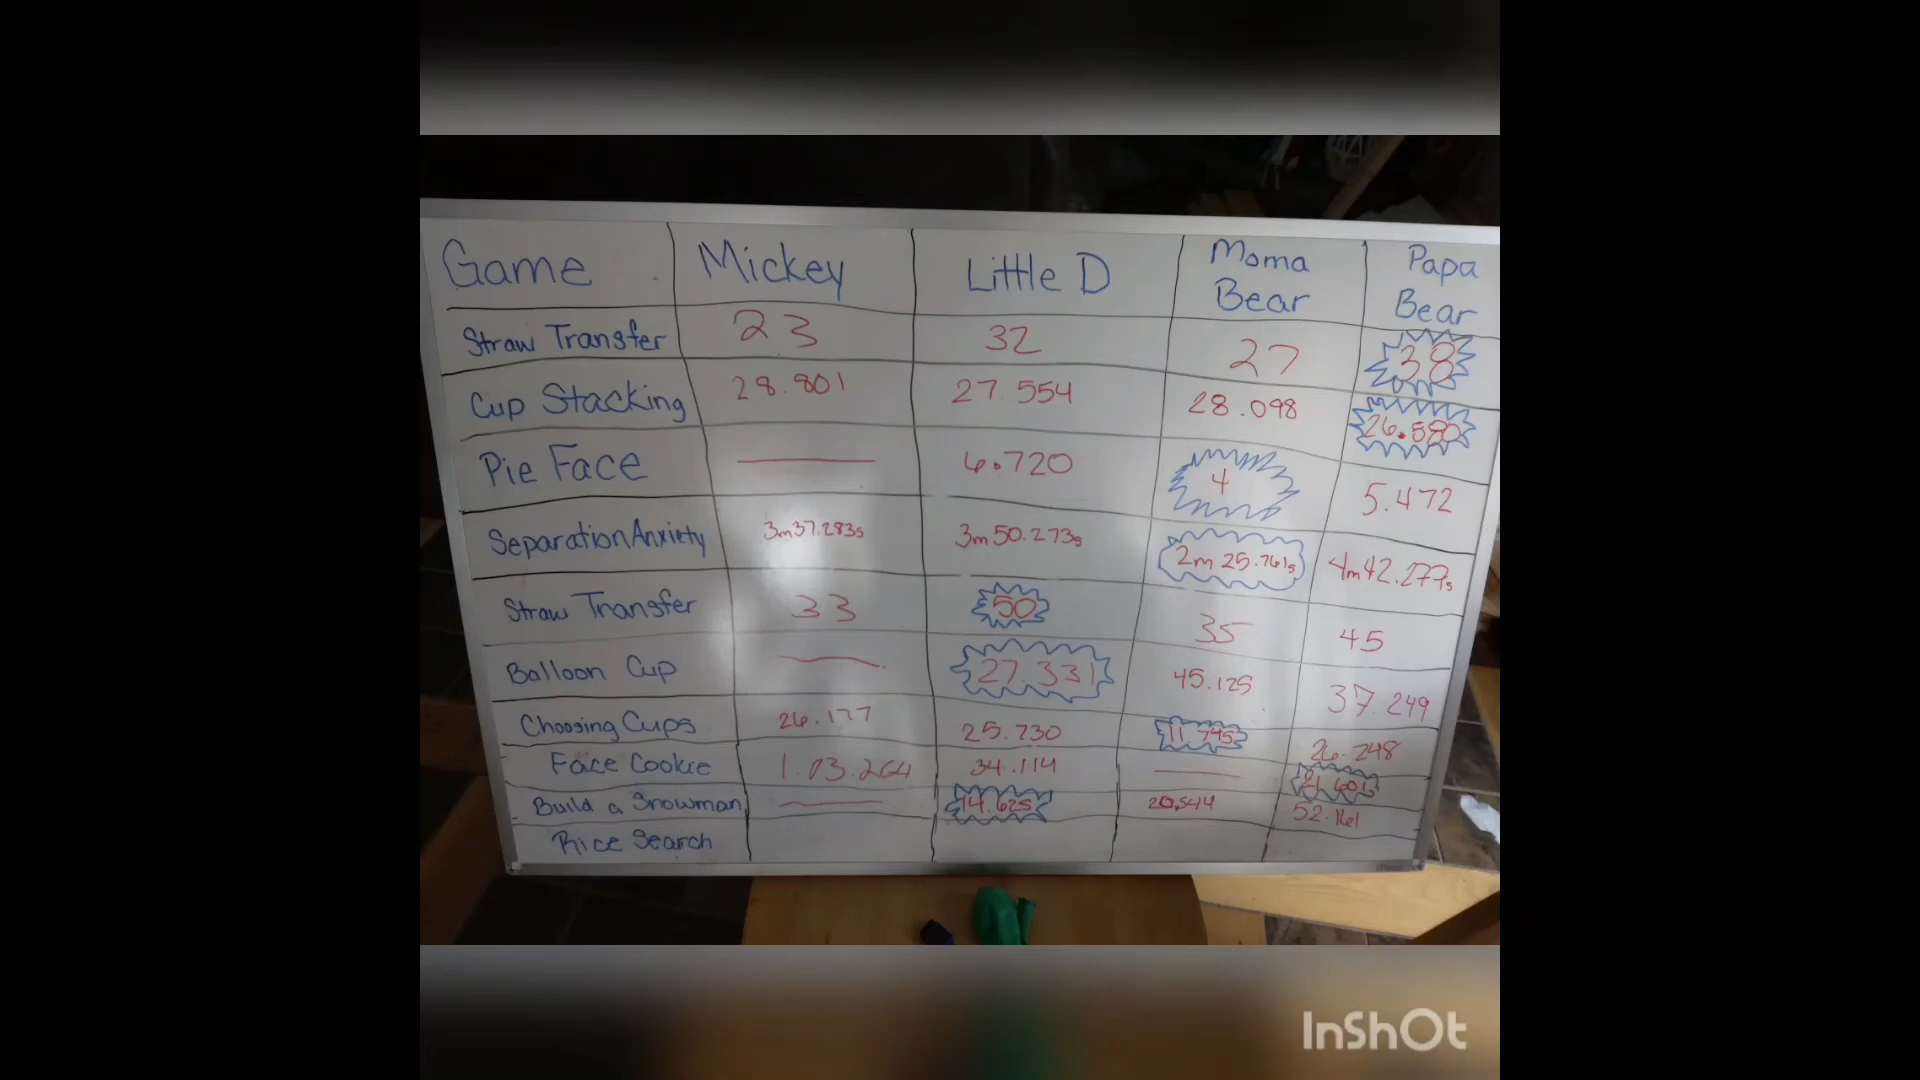 Game Mickey Little D Moma Bear Papa Bear
Straw Transfer 23 32 27 38
Cup Stacking 28.801 27.554 28.098 26.580
Pie Face 6.720 4 5.472
Separation Anxiety 3m37.283s 3m50.273s 2m25.761s 4m42.277s
Straw Transfer 33 50 35 45
Balloon Cup 27.331 45.125 37.249
Choosing Cups 26.177 25.730 11.795 26.248
Face Cookie 1.03.264 34.114 21.601
Build a Snowman 14.625 20.544 52.161
Rice Search
InShOt